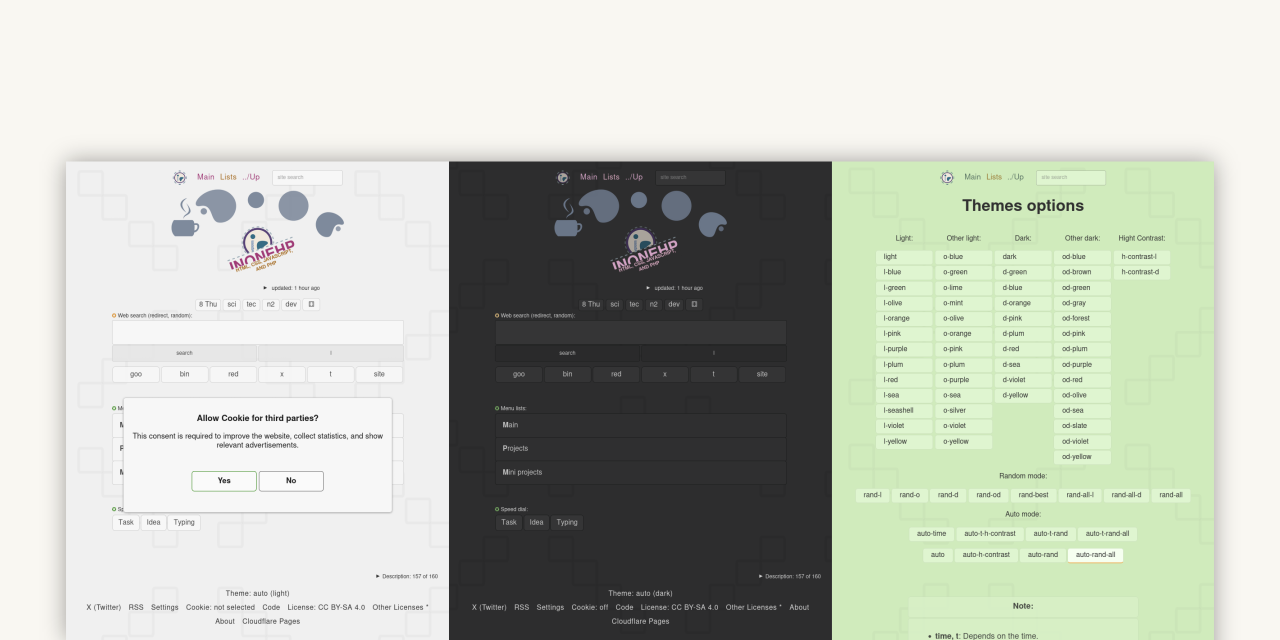 Main Lists ../Up site search
INONEHP
HTML, CSS, JAVASCRIPT,
AND PHP
► updated: 1 hour ago
8 Thu sci tec n2 dev
Web search (redirect, random):
search l
goo bin red x t site
Allow Cookie for third parties?
This consent is required to improve the website, collect statistics, and show
relevant advertisements.
Yes No
Task Idea Typing
► Description: 157 of 160
Theme: auto (light)
X (Twitter) RSS Settings Cookie: not selected Code License: CC BY-SA 4.0 Other Licenses *
About Cloudflare Pages
Main Lists ../Up site search
INONEHP
HTML, CSS, JAVASCRIPT,
AND PHP
► updated: 1 hour ago
8 Thu sci tec n2 dev
Web search (redirect, random):
search l
goo bin red x t site
Menu lists:
Main
Projects
Mini projects
Speed dial:
Task Idea Typing
► Description: 157 of 160
Theme: auto (dark)
X (Twitter) RSS Settings Cookie: off Code License: CC BY-SA 4.0 Other Licenses * About
Cloudflare Pages
Main Lists ../Up site search
Themes options
Light: Other light: Dark: Other dark: Hight Contrast:
light o-blue dark od-blue h-contrast-l
l-blue o-green d-green od-brown h-contrast-d
l-green o-lime d-blue od-green
l-olive o-mint d-orange od-gray
l-orange o-olive d-pink od-forest
l-pink o-orange d-plum od-pink
l-purple o-pink d-red od-plum
l-plum o-plum d-sea od-purple
l-red o-purple d-violet od-red
l-sea o-sea d-yellow od-olive
l-seashell o-silver od-sea
l-violet o-violet od-slate
l-yellow o-yellow od-violet
od-yellow
Random mode:
rand-l rand-o rand-d rand-od rand-best rand-all-l rand-all-d rand-all
Auto mode:
auto-time auto-t-h-contrast auto-t-rand auto-t-rand-all
auto auto-h-contrast auto-rand auto-rand-all
Note:
• time, t: Depends on the time.